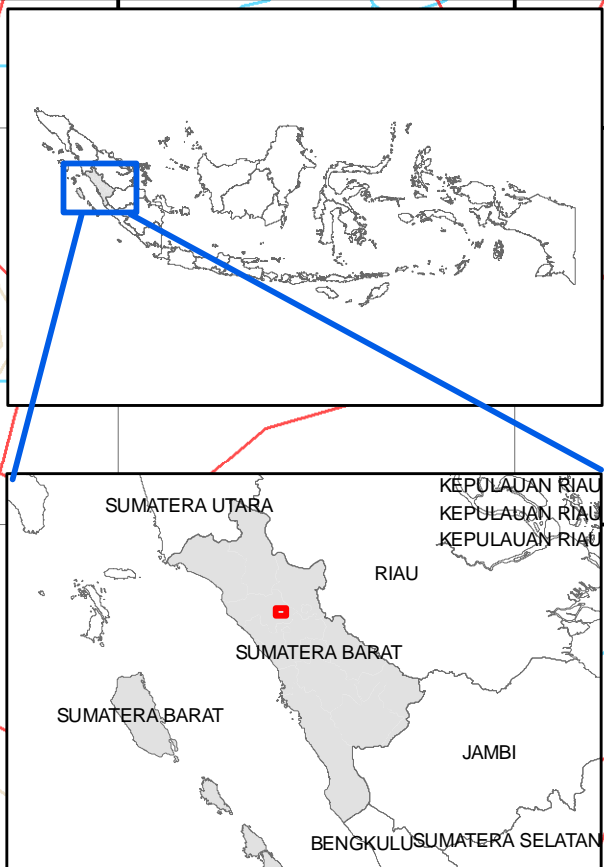 KEPULAUAN RIAU
SUMATERA UTARA
KEPULAUAN RIAU
KEPULAUAN RIAU
RIAU
SUMATERA BARAT
SUMATERA BARAT
JAMBI
BENGKULU
SUMATERA SELATAN